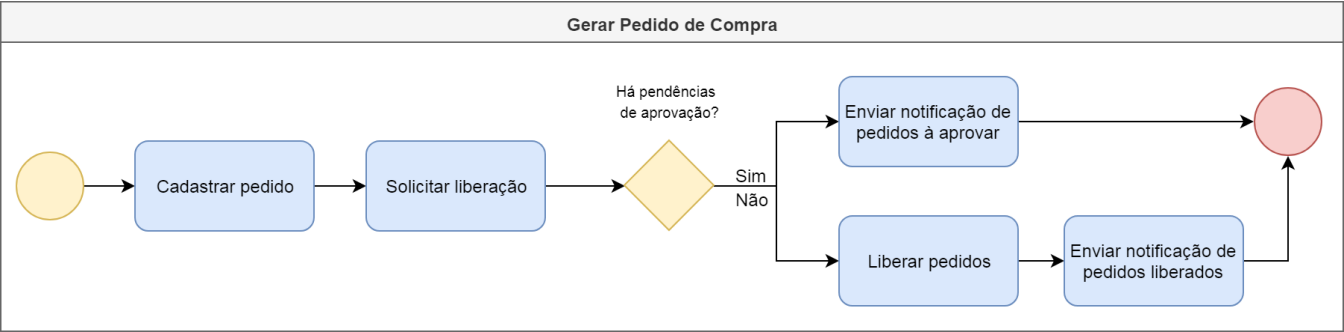 Gerar Pedido de Compra
Há pendências
de aprovação?
Enviar notificação de
pedidos à aprovar
Cadastrar pedido
Solicitar liberação
Sim
Não
Liberar pedidos
Enviar notificação de
pedidos liberados